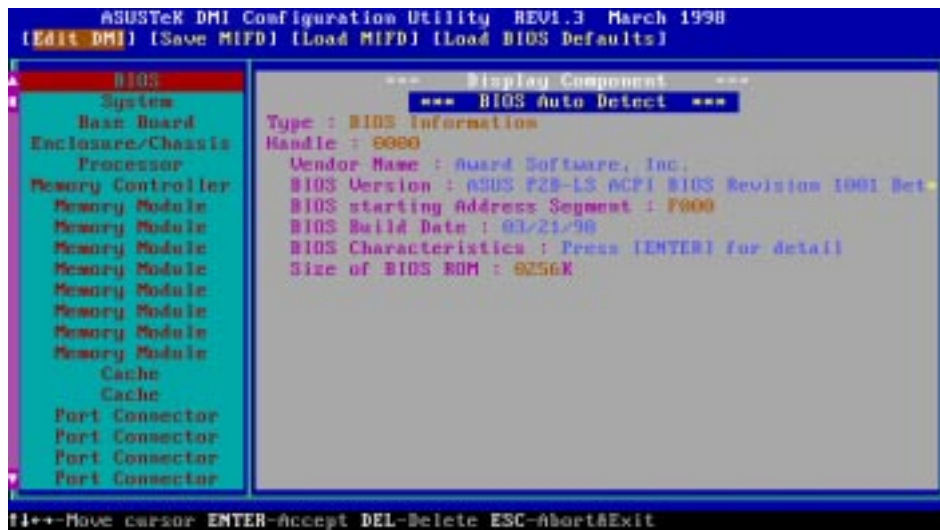 ASUSTeK DMI Configuration Utility REV1.3 March 1998
[Edit DMI] [Save MIFD] [Load MIFD] [Load BIOS Defaults]
BIOS
System
Base Board
Enclosure/Chassis
Processor
Memory Controller
Memory Module
Memory Module
Memory Module
Memory Module
Memory Module
Memory Module
Memory Module
Memory Module
Cache
Cache
Port Connector
Port Connector
Port Connector
Port Connector
*** Display Component ***
*** BIOS Auto Detect ***
Type : BIOS Information
Handle : 0000
Vendor Name : Award Software, Inc.
BIOS Version : ASUS P2B-LS ACPI BIOS Revision 1001 Bet
BIOS starting Address Segment : F000
BIOS Build Date : 03/21/98
BIOS Characteristics : Press [ENTER] for detail
Size of BIOS ROM : 0256K
↑↓←→-Move cursor ENTER-Accept DEL-Delete ESC-Abort&Exit